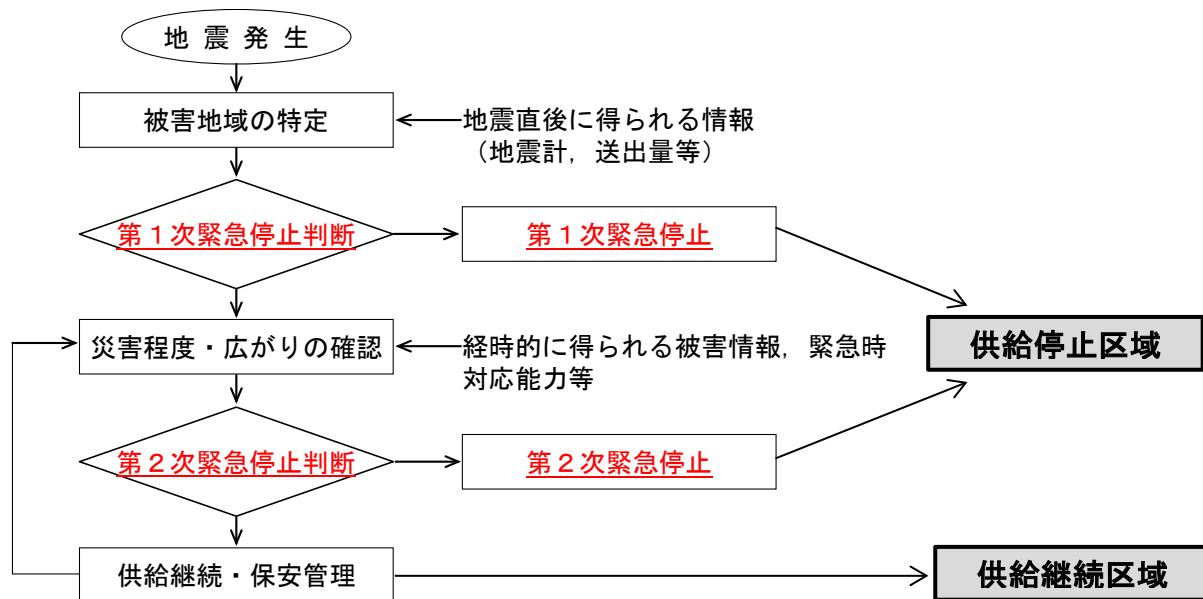 地 震 発 生
被害地域の特定
地震直後に得られる情報
（地震計，送出量等）
第１次緊急停止判断
第１次緊急停止
災害程度・広がりの確認
経時的に得られる被害情報，緊急時
対応能力等
供給停止区域
第２次緊急停止判断
第２次緊急停止
供給継続・保安管理
供給継続区域